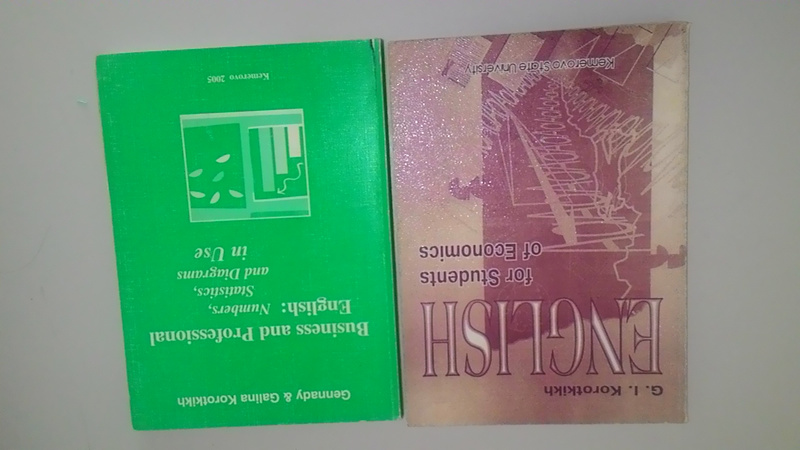 Gennady & Galina Korotkikh
Business and Professional
English: Numbers,
Statistics,
and Diagrams
in Use
Kemerovo 2005
G. I. Korotkikh
ENGLISH
for Students
of Economics
Kemerovo State University